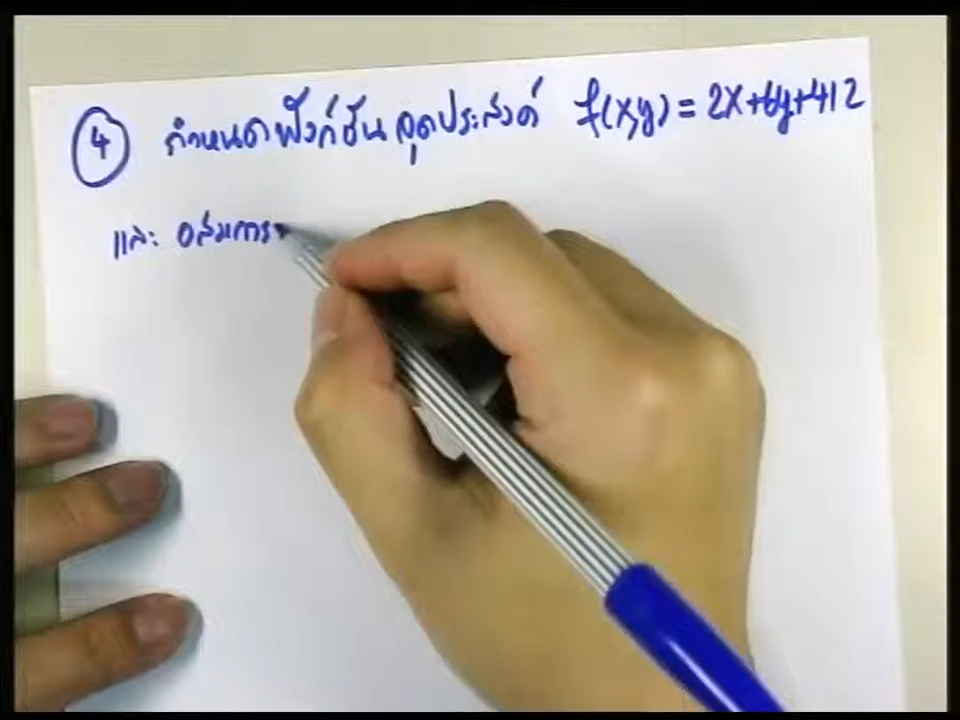 ④ กำหนดฟังก์ชันจุดประสงค์ f(x,y) = 2x+6y+412
และ อสมการ